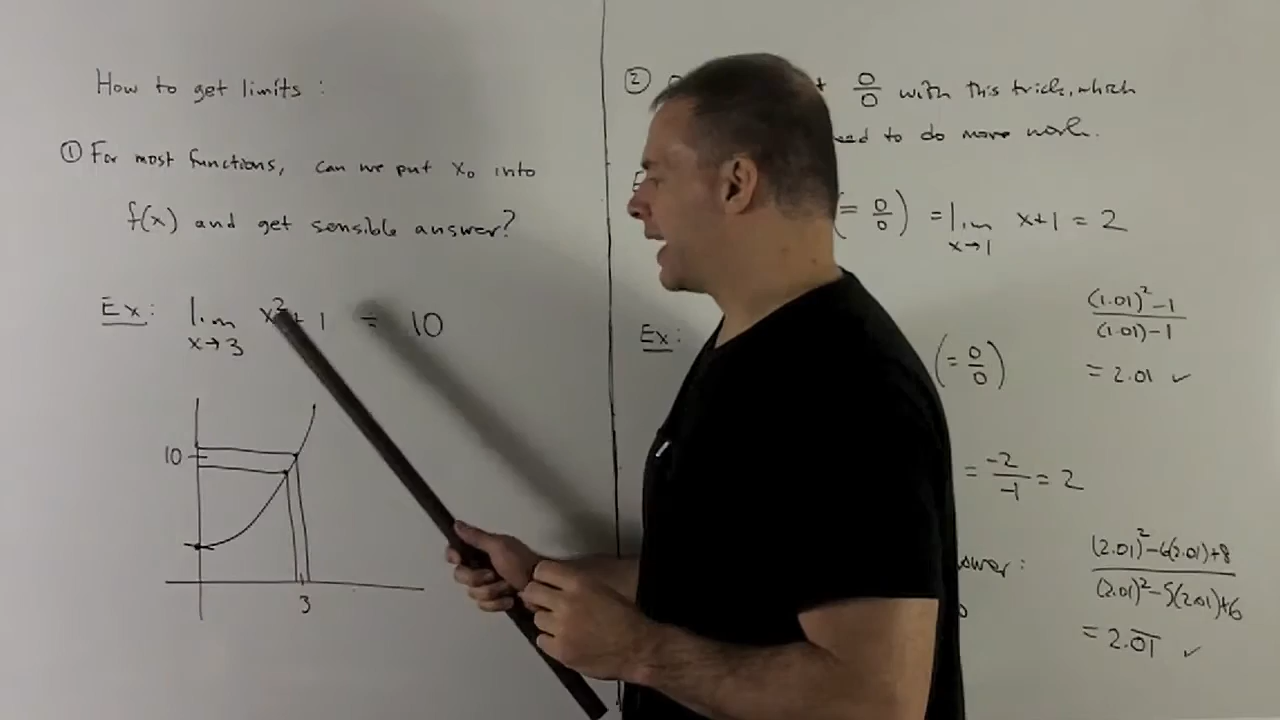 How to get limits :
① For most functions, can we put x₀ into
f(x) and get sensible answer?
Ex: lim x²+ 1 = 10
x→3
10
3
②
0/0 with this trick, which
need to do more work.
(= 0/0) = lim x+1 = 2
x→1
((1.01)²-1)/((1.01)-1)
= 2.01 ✓
Ex:
(= 0/0)
= -2/-1 = 2
answer:
((2.01)²-6(2.01)+8)/((2.01)²-5(2.01)+6)
= 2.0̅1̅ ✓